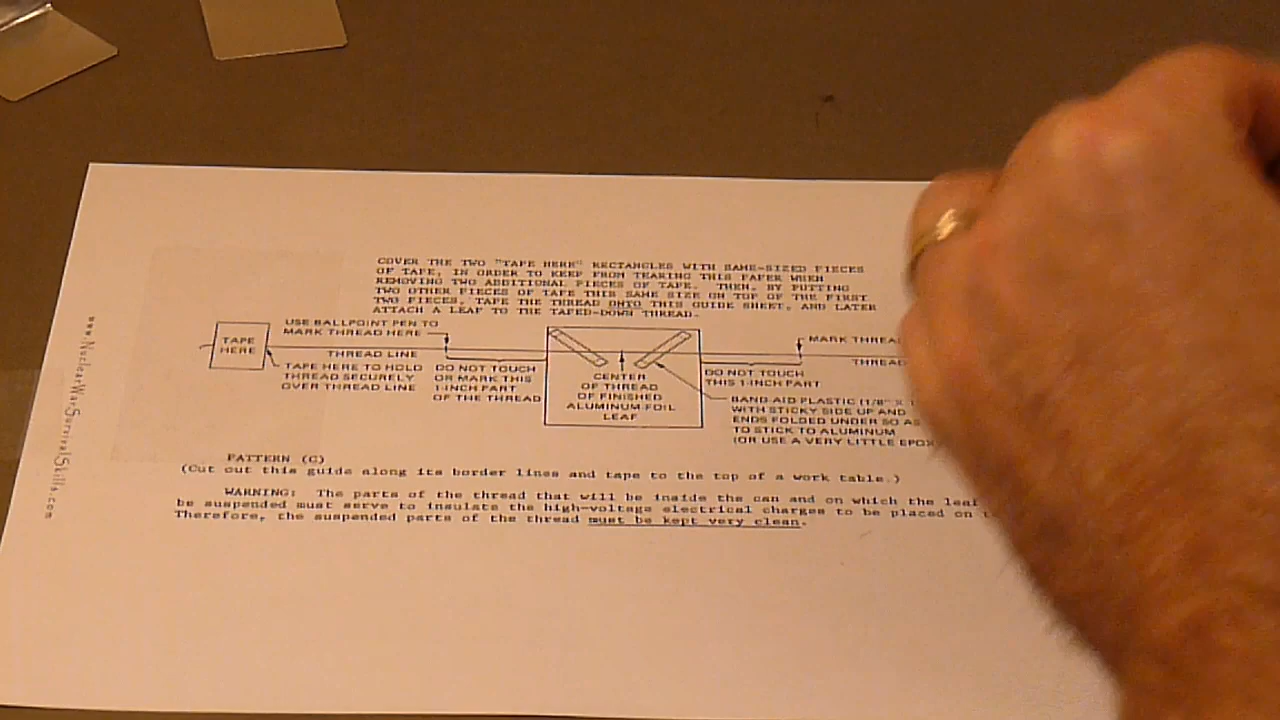 COVER THE TWO "TAPE HERE" RECTANGLES WITH SAME-SIZED PIECES
OF TAPE, IN ORDER TO KEEP FROM TEARING THIS PAPER WHEN
REMOVING TWO ADDITIONAL PIECES OF TAPE. THEN, BY PUTTING
TWO OTHER PIECES OF TAPE THIS SAME SIZE ON TOP OF THE FIRST
TWO PIECES, TAPE THE THREAD ONTO THIS GUIDE SHEET, AND LATER
ATTACH A LEAF TO THE TAPED-DOWN THREAD.
TAPE
HERE
USE BALLPOINT PEN TO
MARK THREAD HERE
THREAD LINE
TAPE HERE TO HOLD
THREAD SECURELY
OVER THREAD LINE
DO NOT TOUCH
OR MARK THIS
1-INCH PART
OF THE THREAD
CENTER
OF THREAD
OF FINISHED
ALUMINUM-FOIL
LEAF
MARK THREA
THREAD
DO NOT TOUCH
THIS 1-INCH PART
BAND-AID PLASTIC (1/8" X 1
WITH STICKY SIDE UP AND
ENDS FOLDED UNDER SO AS
TO STICK TO ALUMINUM
(OR USE A VERY LITTLE EPOX
PATTERN (C)
(Cut out this guide along its border lines and tape to the top of a work table.)
WARNING: The parts of the thread that will be inside the can and on which the leaf
be suspended must serve to insulate the high-voltage electrical charges to be placed on
Therefore, the suspended parts of the thread must be kept very clean.
www.NuclearWarSurvivalSkills.com